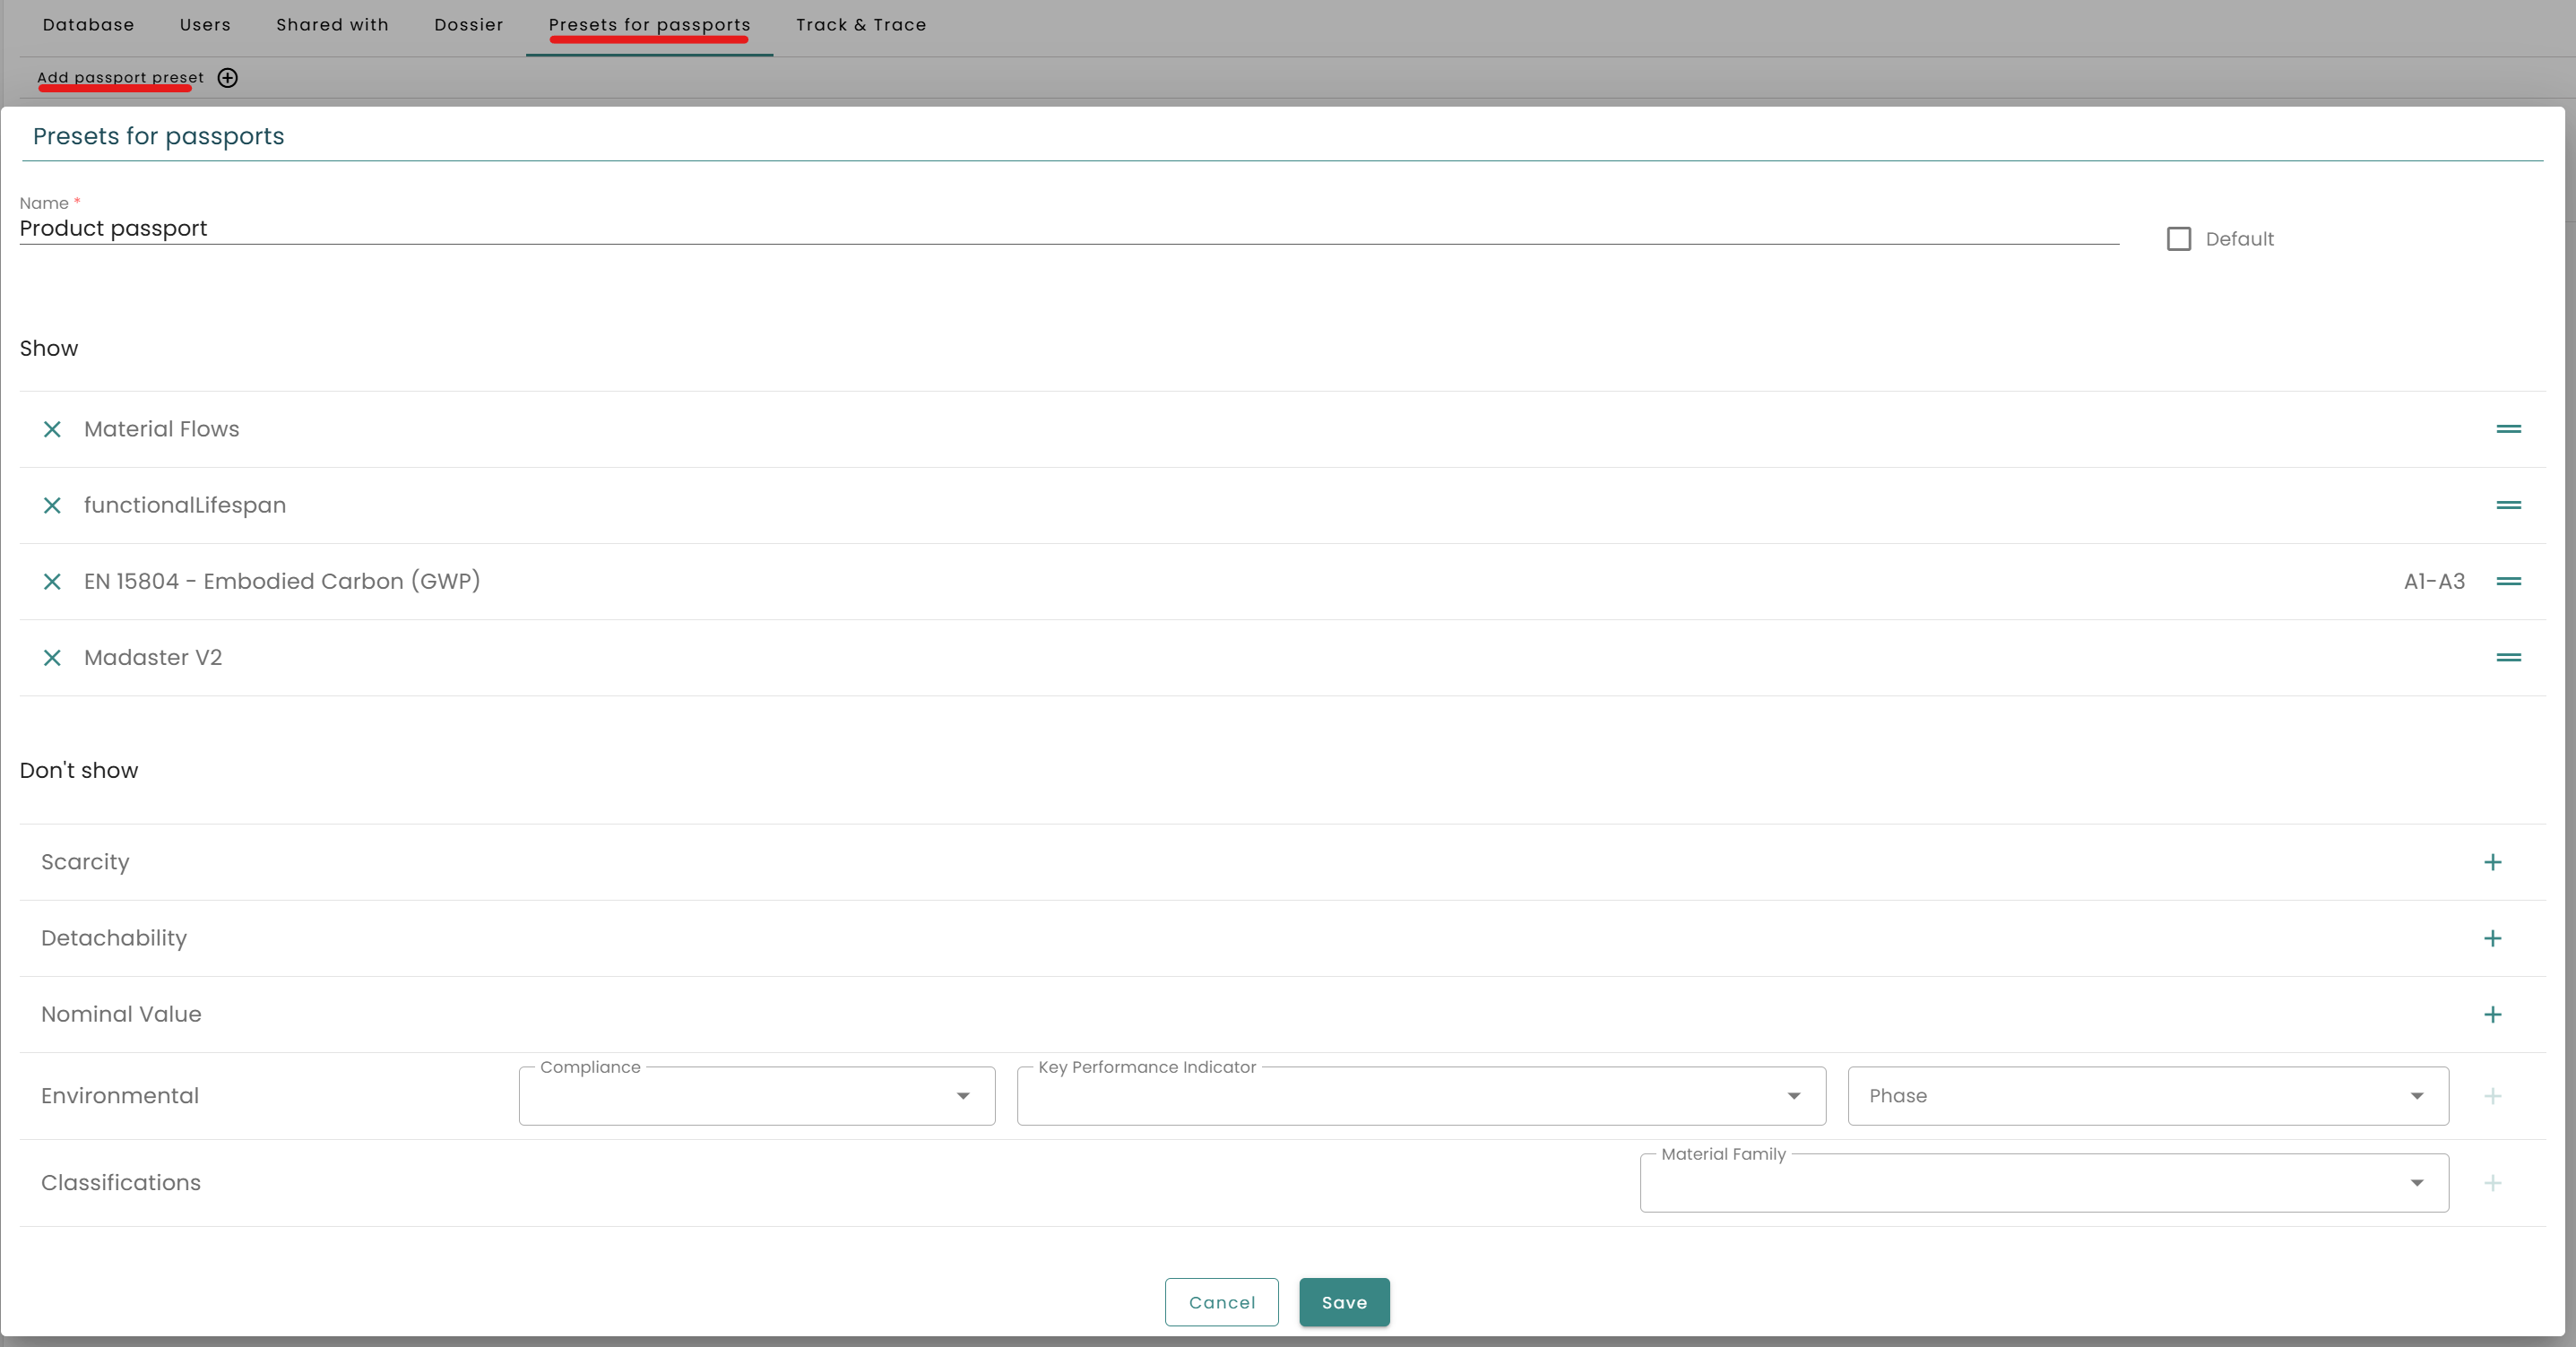 Database Users Shared with Dossier Presets for passports Track & Trace
Add passport preset
Presets for passports
Name *
Product passport
Default
Show
Material Flows
functionalLifespan
EN 15804 - Embodied Carbon (GWP) A1-A3
Madaster V2
Don't show
Scarcity
Detachability
Nominal Value
Environmental Compliance Key Performance Indicator Phase
Classifications Material Family
Cancel Save